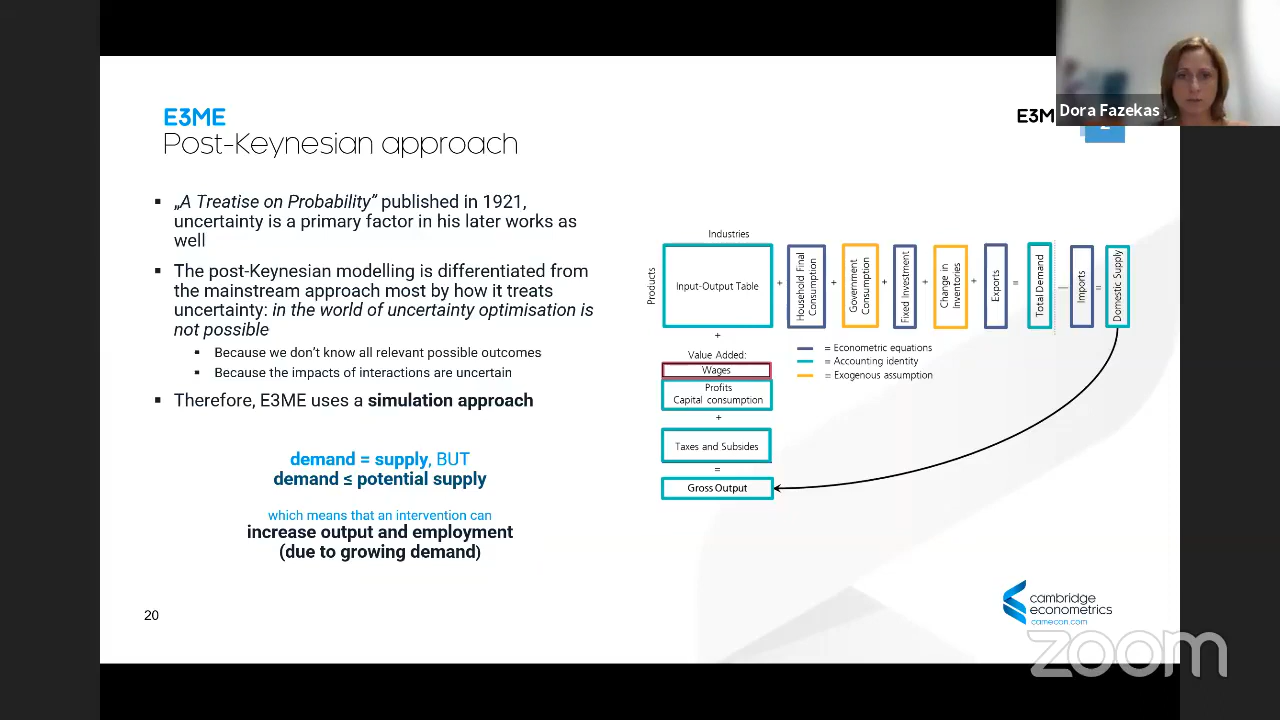 Dora Fazekas
E3ME
E3M
Post-Keynesian approach
▪ „A Treatise on Probability” published in 1921,
uncertainty is a primary factor in his later works as
well
▪ The post-Keynesian modelling is differentiated from
the mainstream approach most by how it treats
uncertainty: in the world of uncertainty optimisation is
not possible
▪ Because we don't know all relevant possible outcomes
▪ Because the impacts of interactions are uncertain
▪ Therefore, E3ME uses a simulation approach
demand = supply, BUT
demand ≤ potential supply
which means that an intervention can
increase output and employment
(due to growing demand)
Industries
Products
Input-Output Table
+
Household Final
Consumption
+
Government
Consumption
+
Fixed Investment
+
Change in
Inventories
+
Exports
=
Total Demand
—
Imports
=
Domestic Supply
+
Value Added:
Wages
Profits
Capital consumption
+
Taxes and Subsides
=
Gross Output
= Econometric equations
= Accounting identity
= Exogenous assumption
20
cambridge
econometrics
camecon.com
zoom